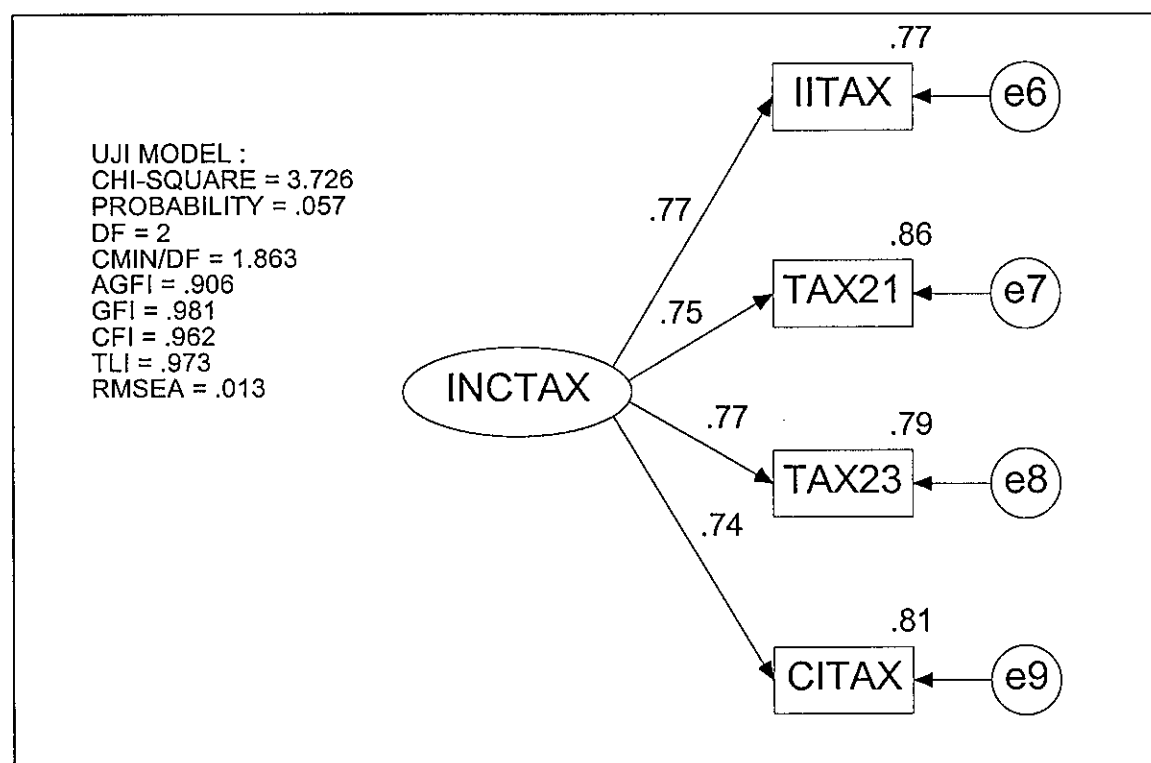 .77
IITAX
e6
UJI MODEL :
CHI-SQUARE = 3.726
PROBABILITY = .057
DF = 2
CMIN/DF = 1.863
AGFI = .906
GFI = .981
CFI = .962
TLI = .973
RMSEA = .013
.77
.86
TAX21
e7
.75
INCTAX
.77
.79
TAX23
e8
.74
.81
CITAX
e9